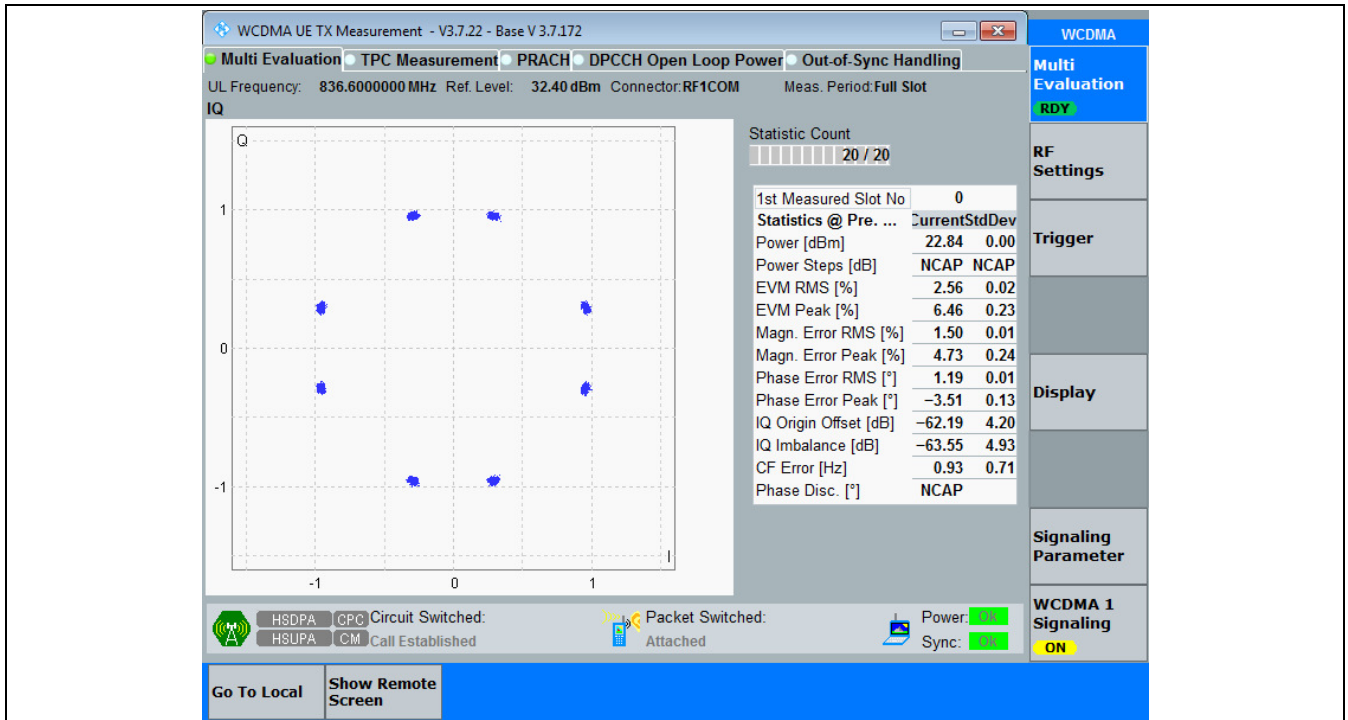 WCDMA UE TX Measurement - V3.7.22 - Base V 3.7.172
WCDMA
Multi Evaluation TPC Measurement PRACH DPCCH Open Loop Power Out-of-Sync Handling
Multi
Evaluation
RDY
UL Frequency: 836.6000000 MHz Ref. Level: 32.40 dBm Connector: RF1COM Meas. Period: Full Slot
IQ
Q
1
0
-1
-1 0 1
I
Statistic Count
20 / 20
1st Measured Slot No 0
Statistics @ Pre. ... Current StdDev
Power [dBm] 22.84 0.00
Power Steps [dB] NCAP NCAP
EVM RMS [%] 2.56 0.02
EVM Peak [%] 6.46 0.23
Magn. Error RMS [%] 1.50 0.01
Magn. Error Peak [%] 4.73 0.24
Phase Error RMS [°] 1.19 0.01
Phase Error Peak [°] −3.51 0.13
IQ Origin Offset [dB] −62.19 4.20
IQ Imbalance [dB] −63.55 4.93
CF Error [Hz] 0.93 0.71
Phase Disc. [°] NCAP
RF
Settings
Trigger
Display
Signaling
Parameter
WCDMA 1
Signaling
ON
HSDPA CPC Circuit Switched: Packet Switched: Power: Ok
HSUPA CM Call Established Attached Sync: Ok
Go To Local
Show Remote
Screen